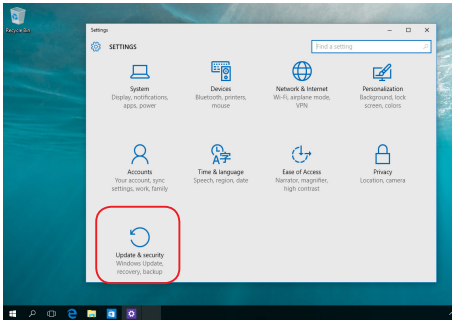 Recycle Bin
Settings
SETTINGS
Find a setting
System
Display, notifications,
apps, power
Devices
Bluetooth, printers,
mouse
Network & Internet
Wi-Fi, airplane mode,
VPN
Personalization
Background, lock
screen, colors
Accounts
Your account, sync
settings, work, family
Time & language
Speech, region, date
Ease of Access
Narrator, magnifier,
high contrast
Privacy
Location, camera
Update & security
Windows Update,
recovery, backup